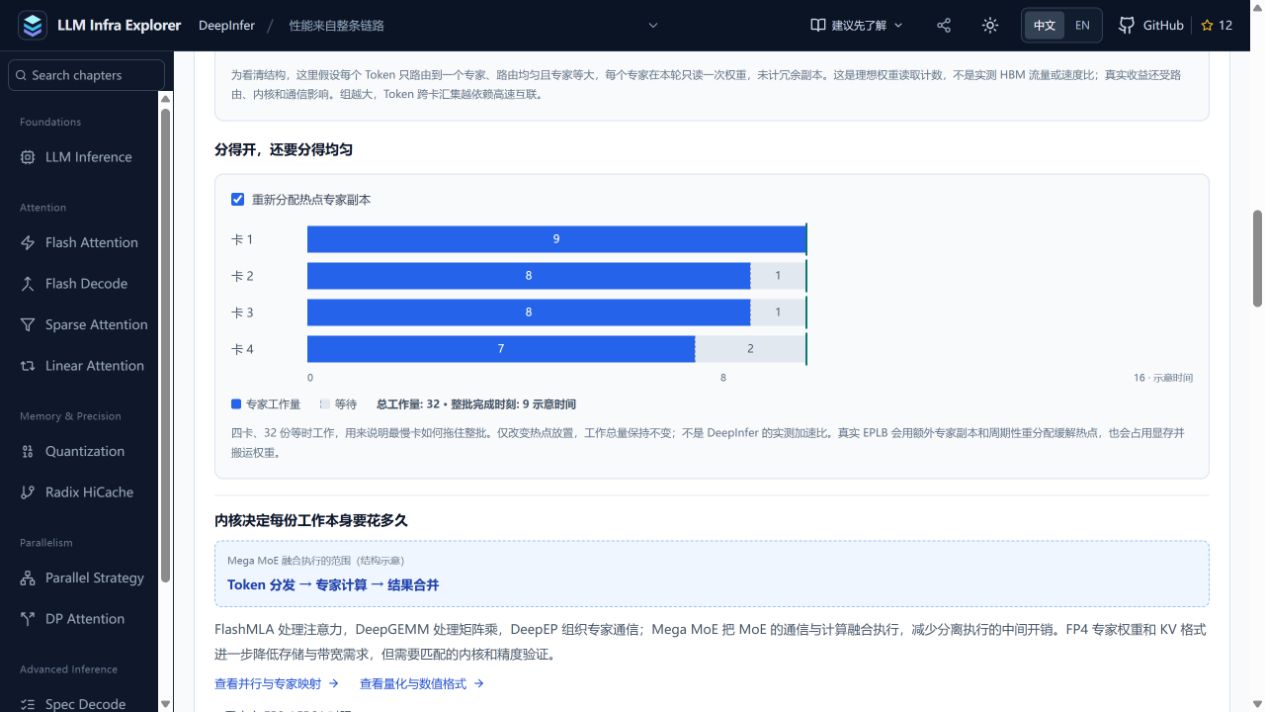 LLM Infra Explorer
DeepInfer / 性能来自整条链路
建议先了解
中文 EN
GitHub 12
Search chapters
Foundations
LLM Inference
Attention
Flash Attention
Flash Decode
Sparse Attention
Linear Attention
Memory & Precision
Quantization
Radix HiCache
Parallelism
Parallel Strategy
DP Attention
Advanced Inference
Spec Decode
为看清结构，这里假设每个 Token 只路由到一个专家、路由均匀且专家等大，每个专家在本轮只读一次权重，未计冗余副本。这是理想权重读取计数，不是实测 HBM 流量或速度比；真实收益还受路
由、内核和通信影响。组越大，Token 跨卡汇集越依赖高速互联。
分得开，还要分得均匀
重新分配热点专家副本
卡 1 9
卡 2 8 1
卡 3 8 1
卡 4 7 2
0 8 16 · 示意时间
专家工作量 等待 总工作量: 32 • 整批完成时刻: 9 示意时间
四卡、32 份等时工作，用来说明最慢卡如何拖住整批。仅改变热点放置，工作总量保持不变；不是 DeepInfer 的实测加速比。真实 EPLB 会用额外专家副本和周期性重分配缓解热点，也会占用显存并
搬运权重。
内核决定每份工作本身要花多久
Mega MoE 融合执行的范围（结构示意）
Token 分发 → 专家计算 → 结果合并
FlashMLA 处理注意力，DeepGEMM 处理矩阵乘，DeepEP 组织专家通信；Mega MoE 把 MoE 的通信与计算融合执行，减少分离执行的中间开销。FP4 专家权重和 KV 格式
进一步降低存储与带宽需求，但需要匹配的内核和精度验证。
查看并行与专家映射 → 查看量化与数值格式 →